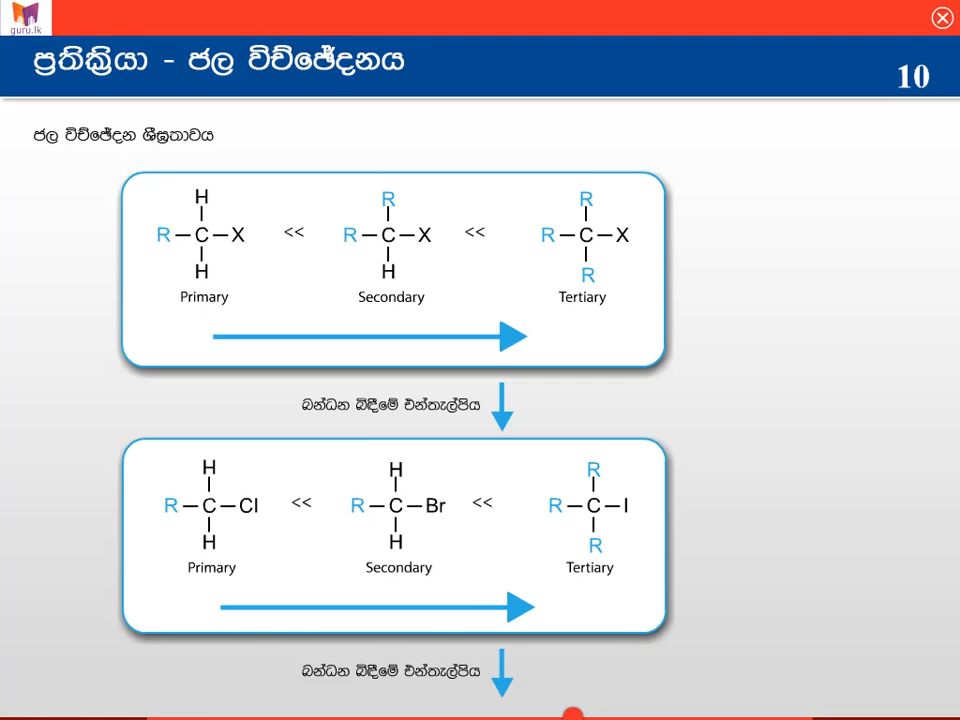 guru.lk
ප්‍රතික්‍රියා - ජල විච්ඡේදනය
10
ජල විච්ඡේදන ශීඝ්‍රතාවය
H R R
R – C – X << R – C – X << R – C – X
H H R
Primary Secondary Tertiary
බන්ධන බිඳීමේ එන්තැල්පිය
H H R
R – C – Cl << R – C – Br << R – C – I
H H R
Primary Secondary Tertiary
බන්ධන බිඳීමේ එන්තැල්පිය